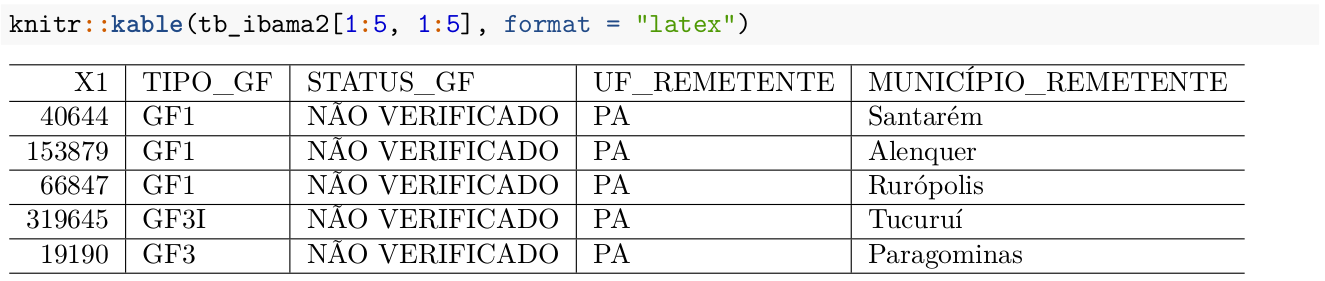 knitr::kable(tb_ibama2[1:5, 1:5], format = "latex")
X1 TIPO_GF STATUS_GF UF_REMETENTE MUNICÍPIO_REMETENTE
40644 GF1 NÃO VERIFICADO PA Santarém
153879 GF1 NÃO VERIFICADO PA Alenquer
66847 GF1 NÃO VERIFICADO PA Rurópolis
319645 GF3I NÃO VERIFICADO PA Tucuruí
19190 GF3 NÃO VERIFICADO PA Paragominas